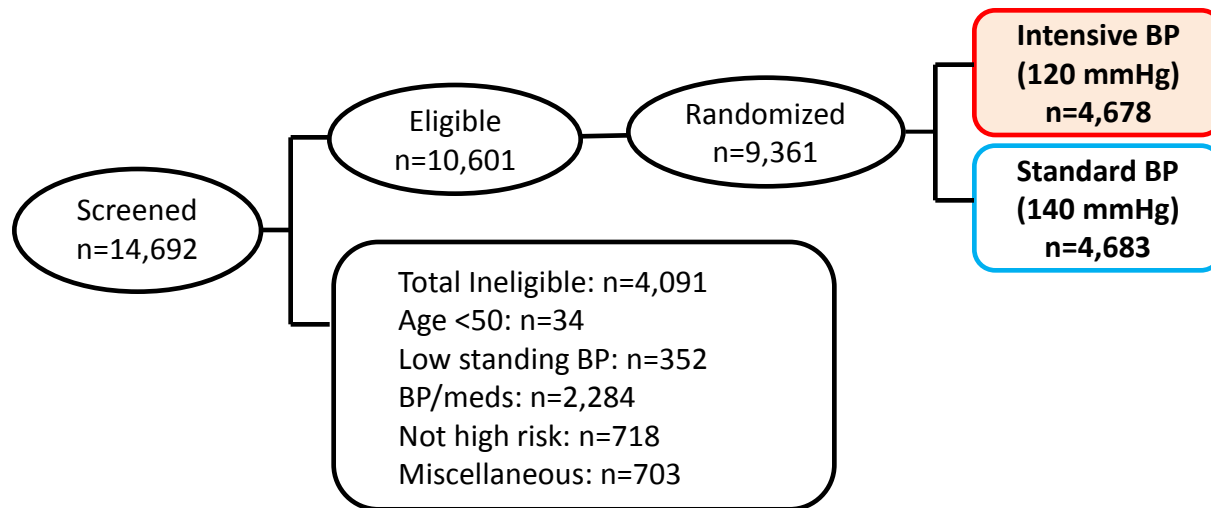 Screened
n=14,692
Eligible
n=10,601
Randomized
n=9,361
Intensive BP
(120 mmHg)
n=4,678
Standard BP
(140 mmHg)
n=4,683
Total Ineligible: n=4,091
Age <50: n=34
Low standing BP: n=352
BP/meds: n=2,284
Not high risk: n=718
Miscellaneous: n=703